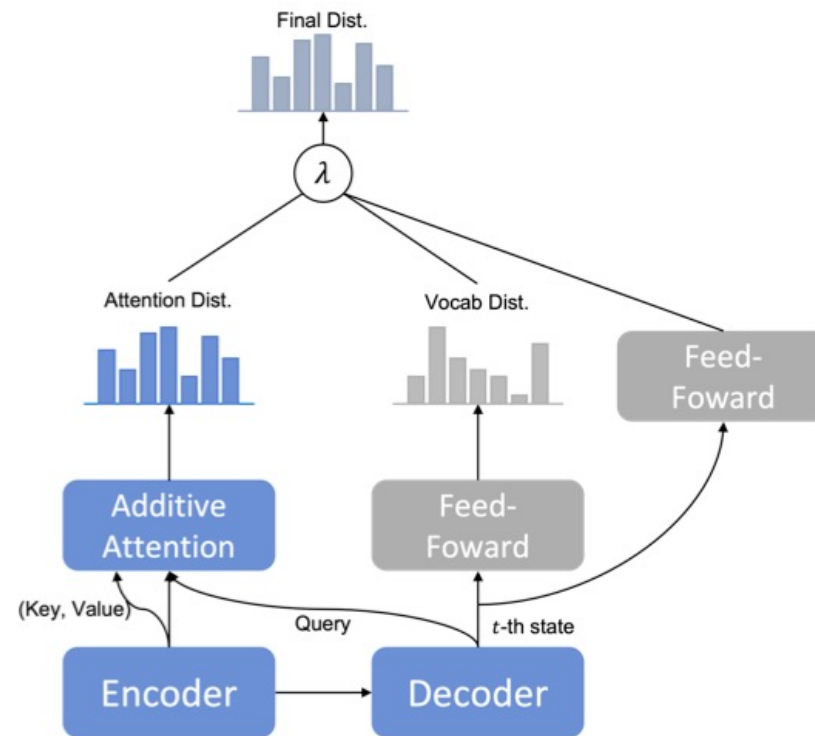 Final Dist.
λ
Attention Dist.
Vocab Dist.
Feed-
Foward
Additive
Attention
Feed-
Foward
(Key, Value)
Query
t-th state
Encoder
Decoder